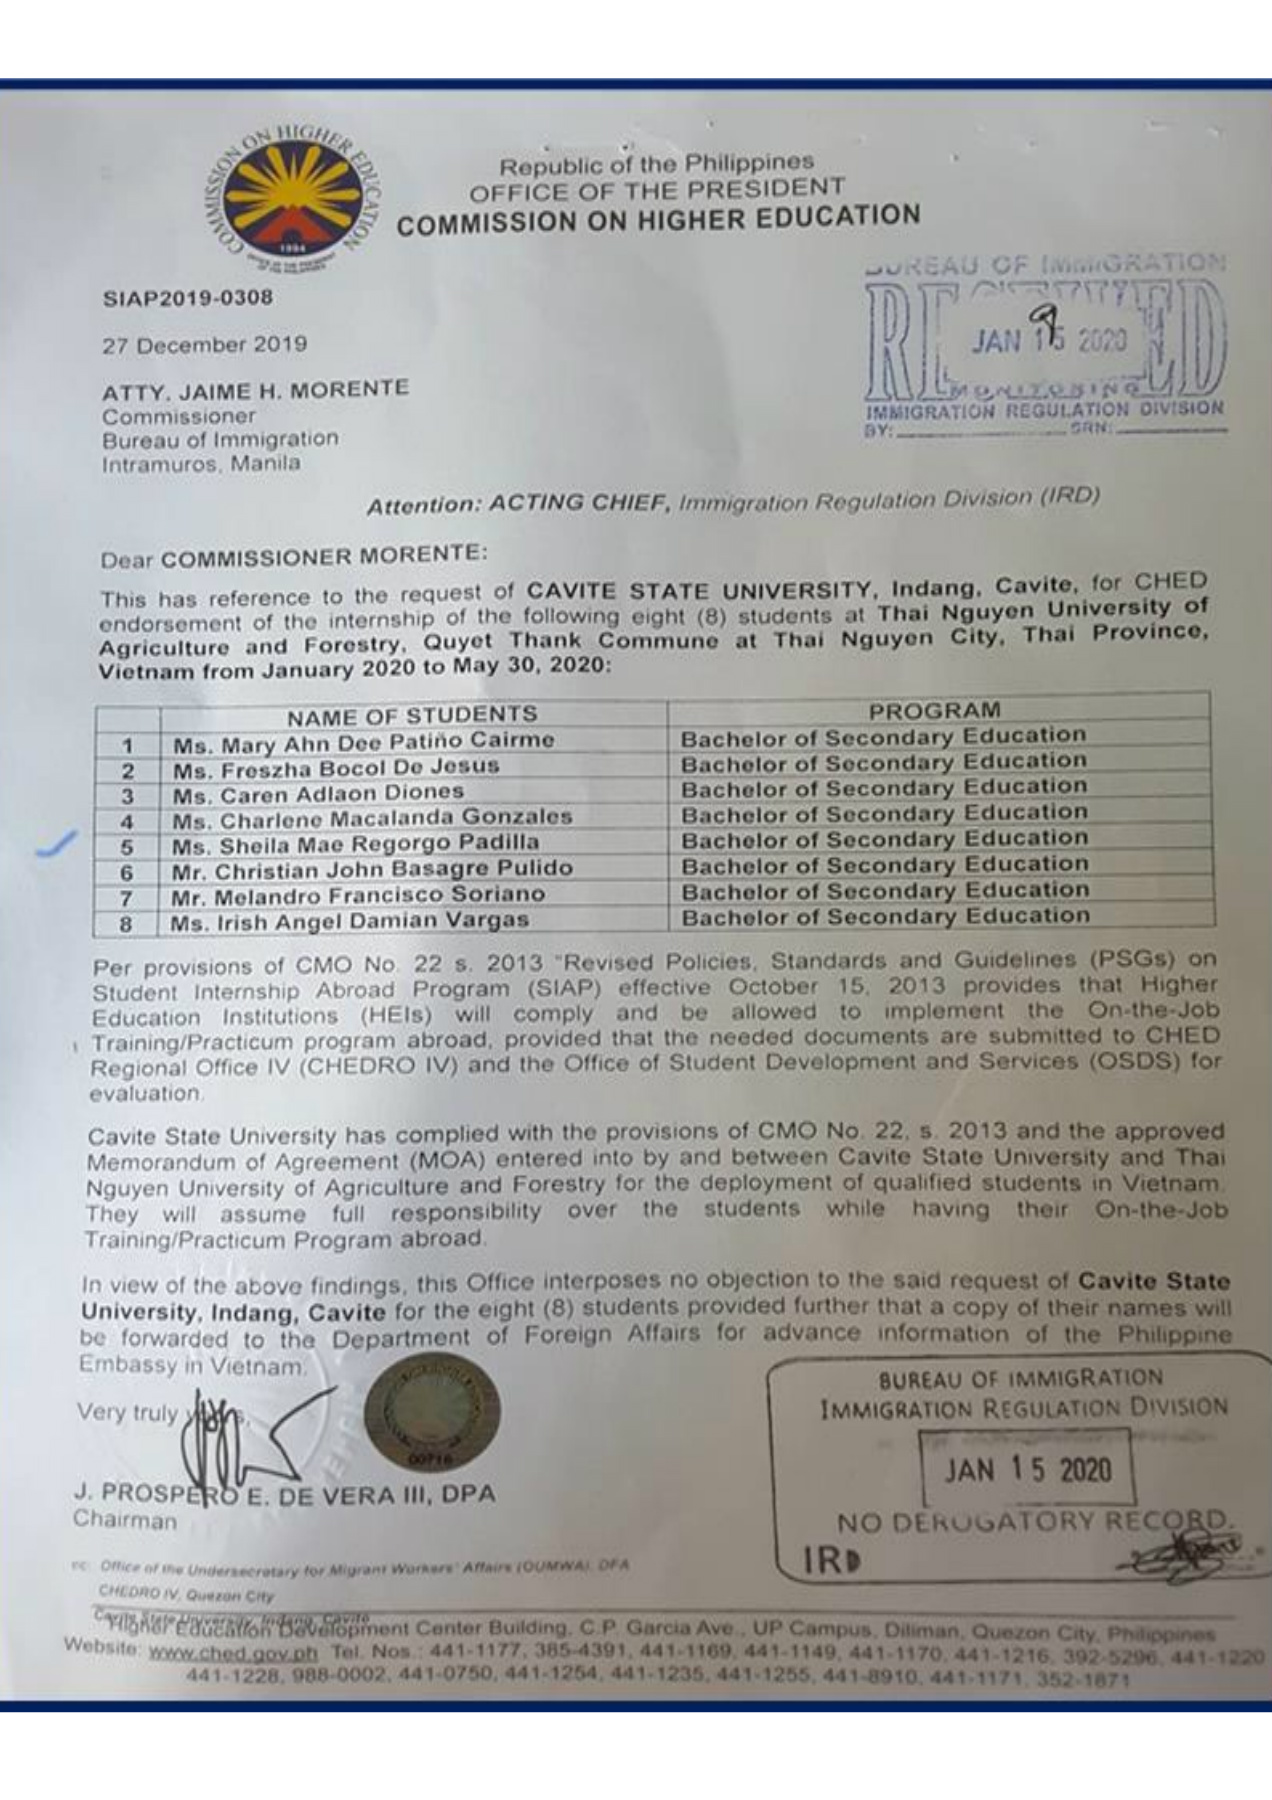 COMMISSION ON HIGHER EDUCATION
1994
OFFICE OF THE PRESIDENT
OF THE PHILIPPINES
Republic of the Philippines
OFFICE OF THE PRESIDENT
COMMISSION ON HIGHER EDUCATION
BUREAU OF IMMIGRATION
RECEIVED
JAN 15 2020
9
MONITORING
IMMIGRATION REGULATION DIVISION
BY: SRN:
SIAP2019-0308
27 December 2019
ATTY. JAIME H. MORENTE
Commissioner
Bureau of Immigration
Intramuros, Manila
Attention: ACTING CHIEF, Immigration Regulation Division (IRD)
Dear COMMISSIONER MORENTE:
This has reference to the request of CAVITE STATE UNIVERSITY, Indang, Cavite, for CHED
endorsement of the internship of the following eight (8) students at Thai Nguyen University of
Agriculture and Forestry, Quyet Thank Commune at Thai Nguyen City, Thai Province,
Vietnam from January 2020 to May 30, 2020:
NAME OF STUDENTS PROGRAM
1 Ms. Mary Ahn Dee Patiño Cairme Bachelor of Secondary Education
2 Ms. Freszha Bocol De Jesus Bachelor of Secondary Education
3 Ms. Caren Adlaon Diones Bachelor of Secondary Education
4 Ms. Charlene Macalanda Gonzales Bachelor of Secondary Education
5 Ms. Sheila Mae Regorgo Padilla Bachelor of Secondary Education
6 Mr. Christian John Basagre Pulido Bachelor of Secondary Education
7 Mr. Melandro Francisco Soriano Bachelor of Secondary Education
8 Ms. Irish Angel Damian Vargas Bachelor of Secondary Education
Per provisions of CMO No. 22 s. 2013 "Revised Policies, Standards and Guidelines (PSGs) on
Student Internship Abroad Program (SIAP) effective October 15, 2013 provides that Higher
Education Institutions (HEIs) will comply and be allowed to implement the On-the-Job
Training/Practicum program abroad, provided that the needed documents are submitted to CHED
Regional Office IV (CHEDRO IV) and the Office of Student Development and Services (OSDS) for
evaluation.
Cavite State University has complied with the provisions of CMO No. 22, s. 2013 and the approved
Memorandum of Agreement (MOA) entered into by and between Cavite State University and Thai
Nguyen University of Agriculture and Forestry for the deployment of qualified students in Vietnam.
They will assume full responsibility over the students while having their On-the-Job
Training/Practicum Program abroad.
In view of the above findings, this Office interposes no objection to the said request of Cavite State
University, Indang, Cavite for the eight (8) students provided further that a copy of their names will
be forwarded to the Department of Foreign Affairs for advance information of the Philippine
Embassy in Vietnam.
Very truly yours,
00716
J. PROSPERO E. DE VERA III, DPA
Chairman
BUREAU OF IMMIGRATION
IMMIGRATION REGULATION DIVISION
JAN 15 2020
NO DEROGATORY RECORD.
IRD
cc: Office of the Undersecretary for Migrant Workers' Affairs (OUMWA), DFA
CHEDRO IV, Quezon City
Cavite State University, Indang, Cavite
Higher Education Development Center Building, C.P. Garcia Ave., UP Campus, Diliman, Quezon City, Philippines
Website: www.ched.gov.ph Tel. Nos.: 441-1177, 385-4391, 441-1169, 441-1149, 441-1170, 441-1216, 392-5296, 441-1220
441-1228, 988-0002, 441-0750, 441-1254, 441-1235, 441-1255, 441-8910, 441-1171, 352-1871